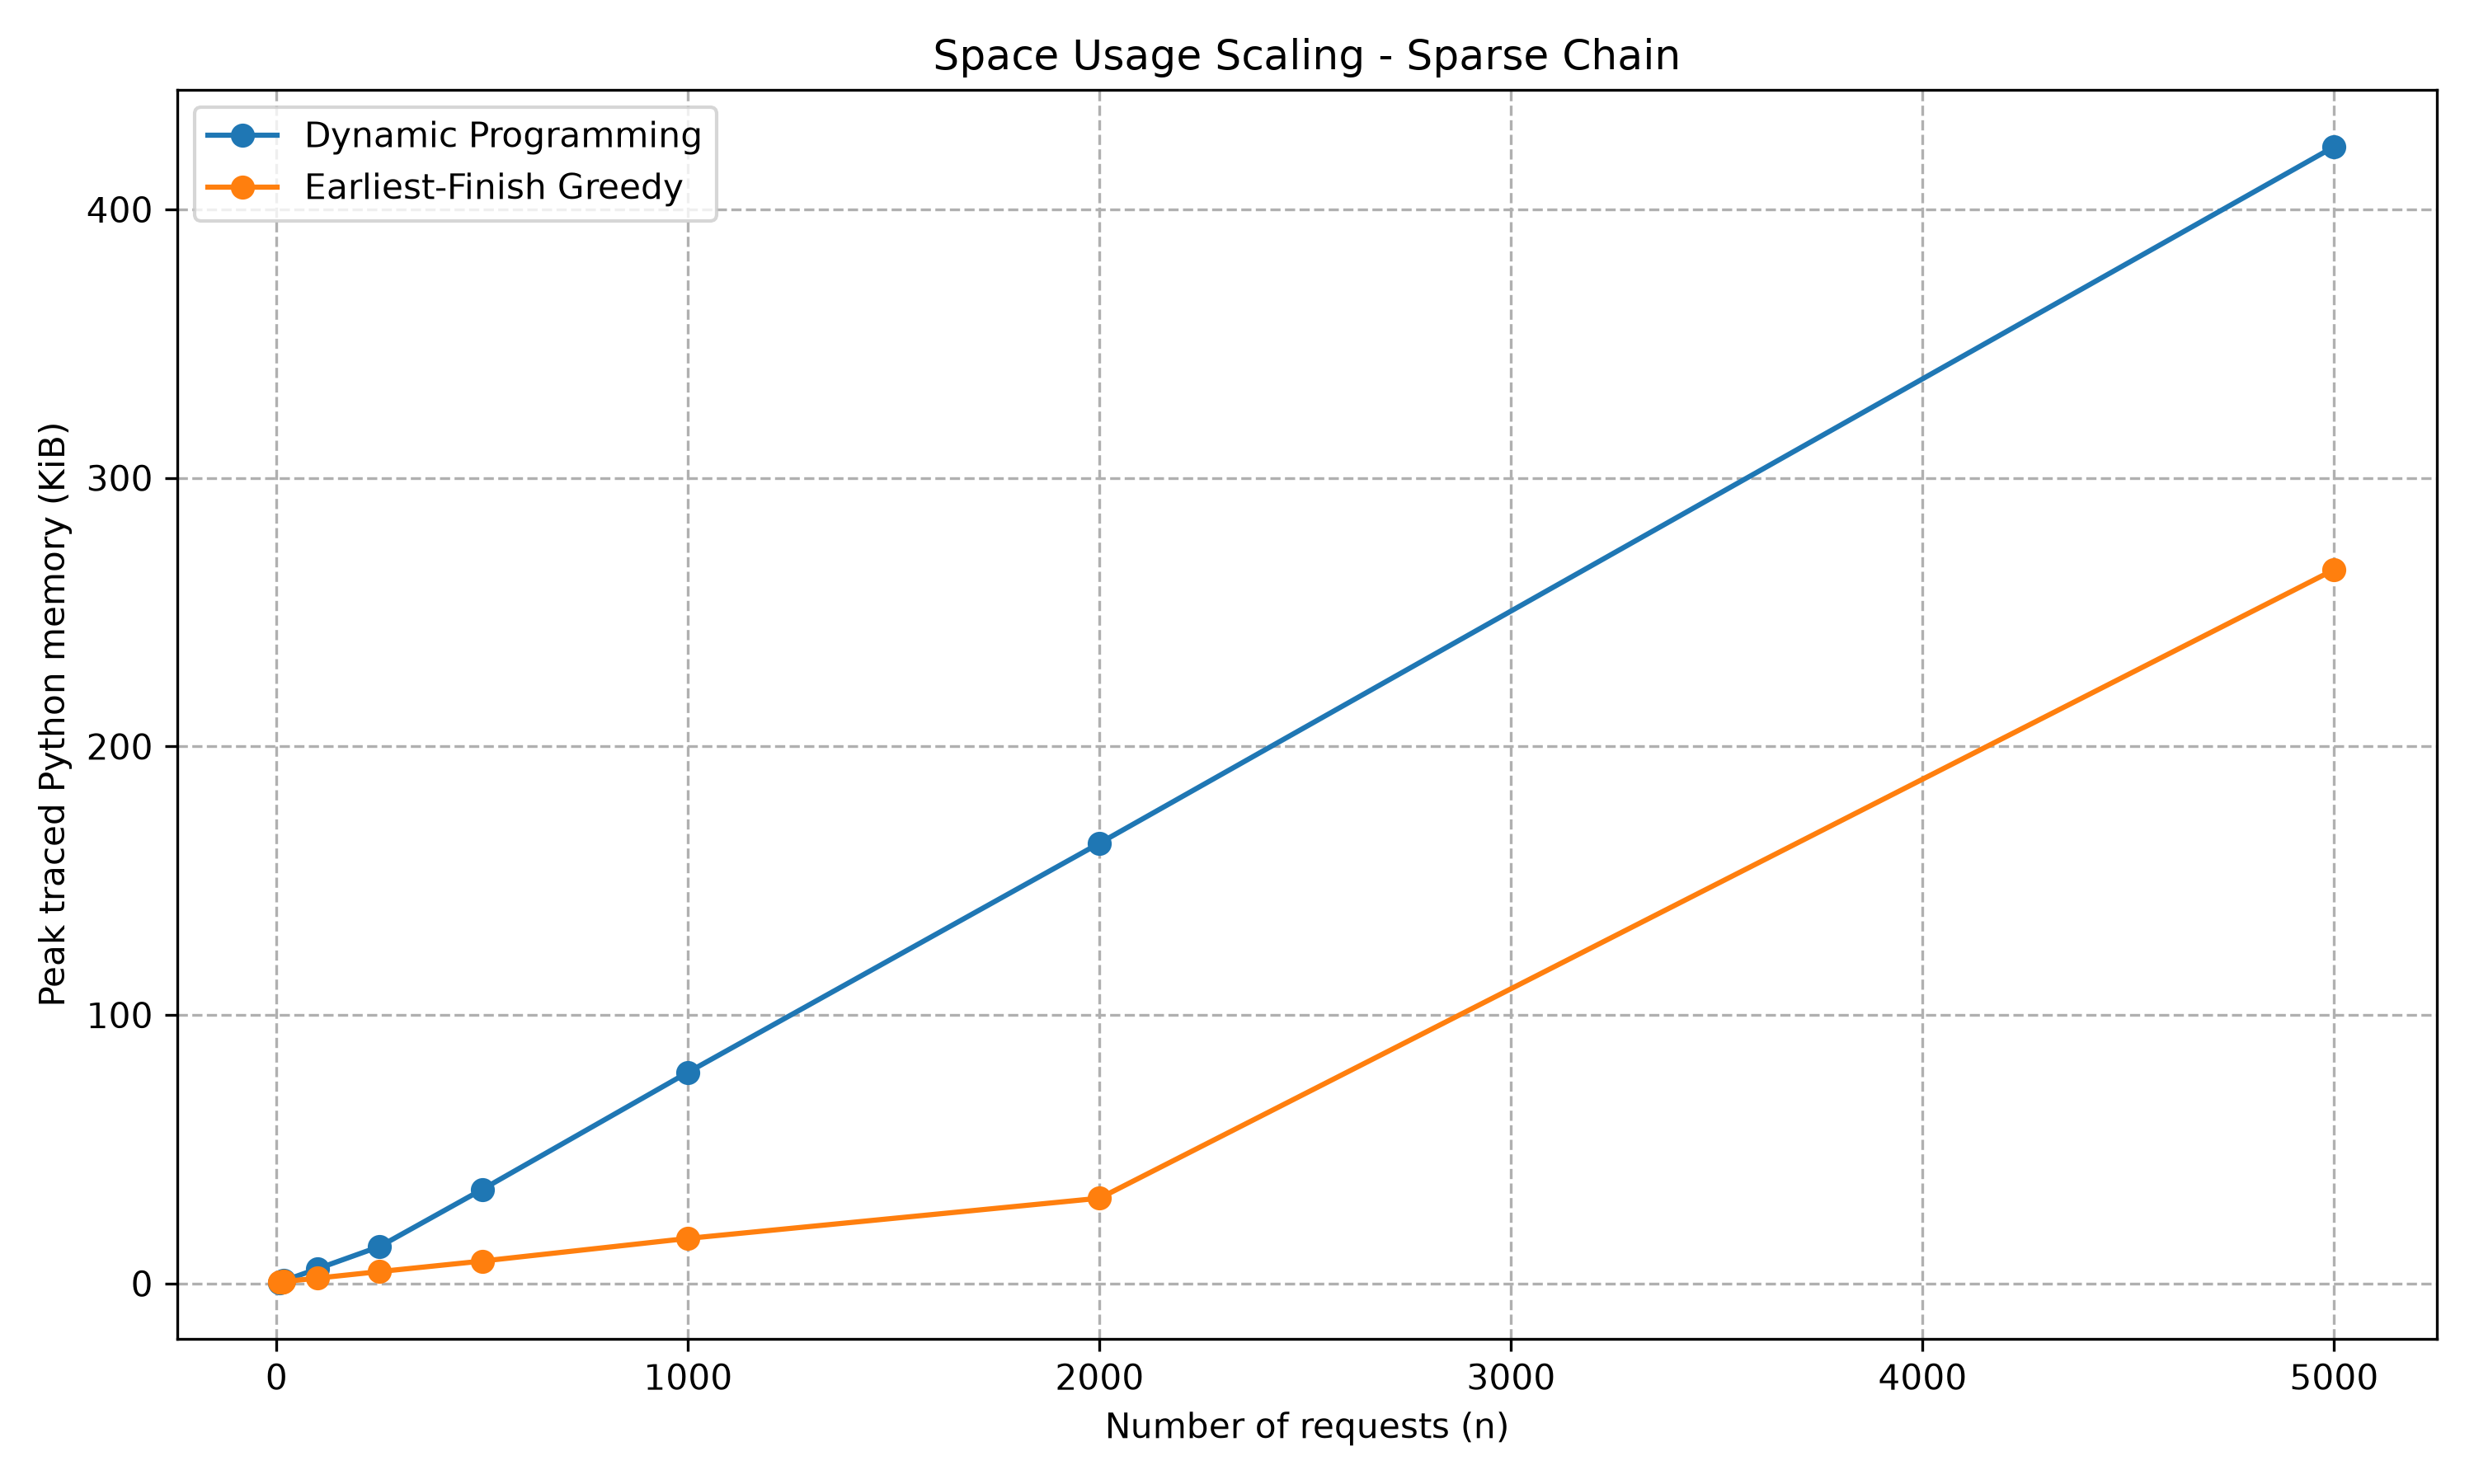 Space Usage Scaling - Sparse Chain
Dynamic Programming
Earliest-Finish Greedy
Peak traced Python memory (KiB)
400
300
200
100
0
0 1000 2000 3000 4000 5000
Number of requests (n)